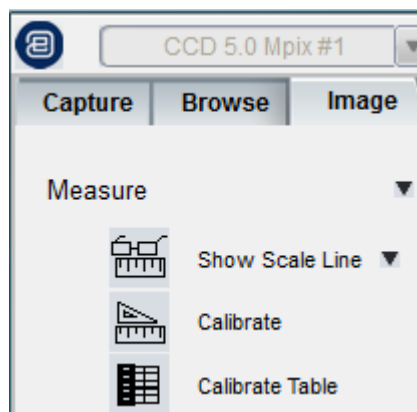 CCD 5.0 Mpix #1
Capture Browse Image
Measure
Show Scale Line
Calibrate
Calibrate Table